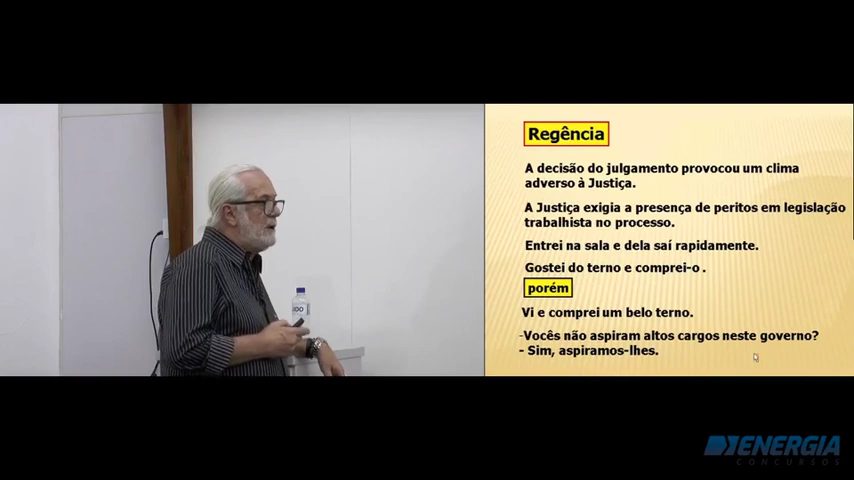 Regência
A decisão do julgamento provocou um clima
adverso à Justiça.
A Justiça exigia a presença de peritos em legislação
trabalhista no processo.
Entrei na sala e dela saí rapidamente.
Gostei do terno e comprei-o .
porém
Vi e comprei um belo terno.
-Vocês não aspiram altos cargos neste governo?
- Sim, aspiramos-lhes.
ENERGIA
CONCURSOS